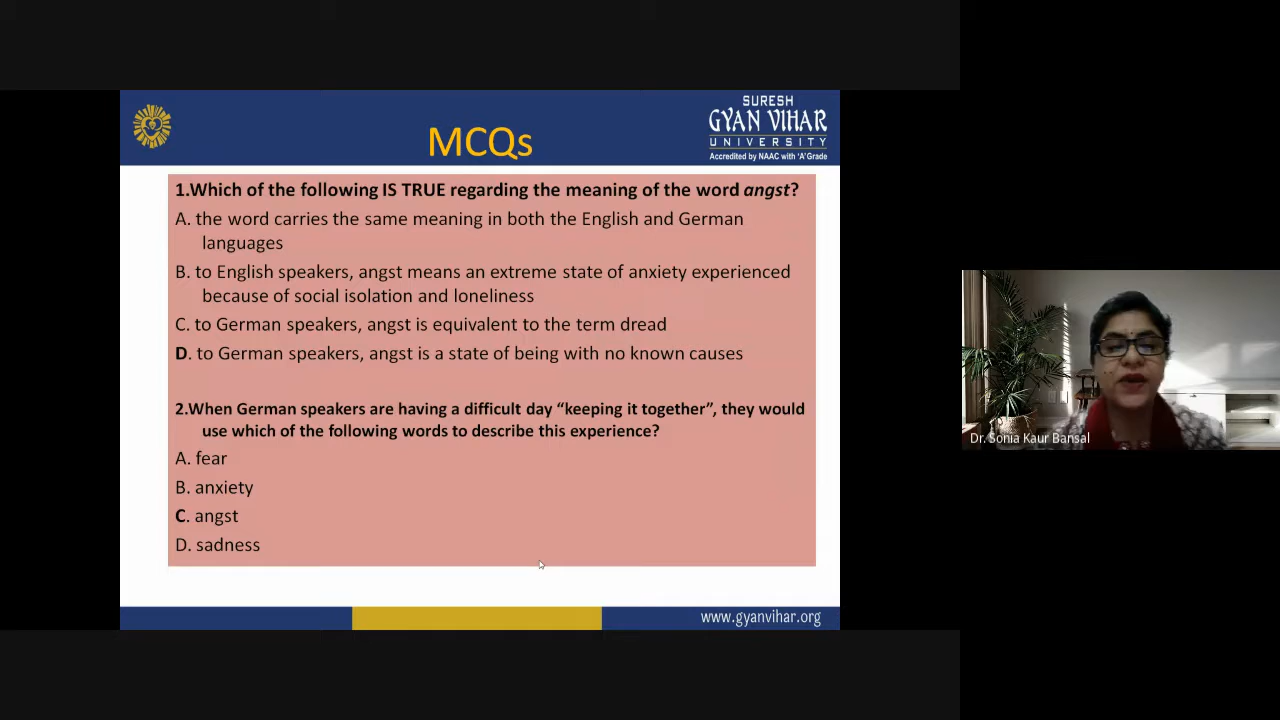 SURESH
GYAN VIHAR
UNIVERSITY
Accredited by NAAC with 'A' Grade
MCQs
1.Which of the following IS TRUE regarding the meaning of the word angst?
A. the word carries the same meaning in both the English and German
languages
B. to English speakers, angst means an extreme state of anxiety experienced
because of social isolation and loneliness
C. to German speakers, angst is equivalent to the term dread
D. to German speakers, angst is a state of being with no known causes
2.When German speakers are having a difficult day “keeping it together”, they would
use which of the following words to describe this experience?
A. fear
B. anxiety
C. angst
D. sadness
www.gyanvihar.org
Dr. Sonia Kaur Bansal